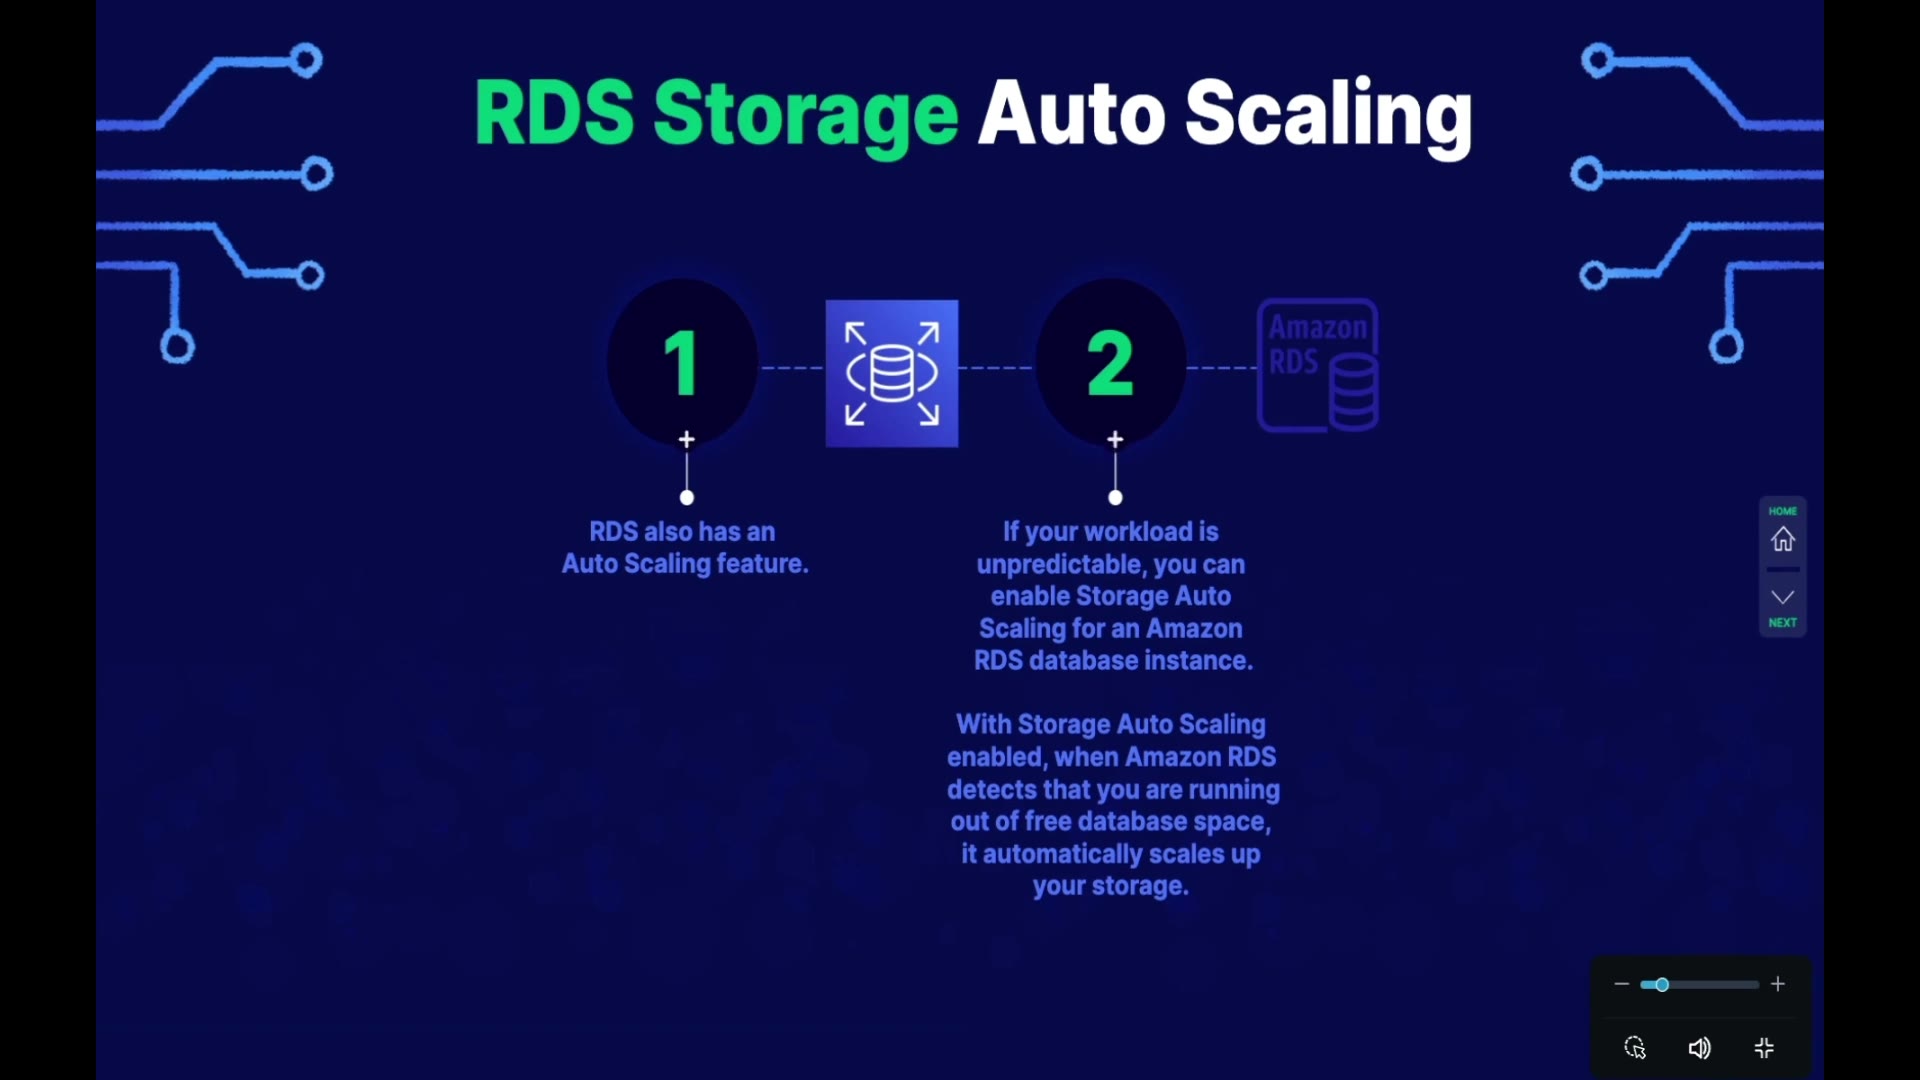 RDS Storage Auto Scaling
1
2
Amazon
RDS
RDS also has an
Auto Scaling feature.
If your workload is
unpredictable, you can
enable Storage Auto
Scaling for an Amazon
RDS database instance.
With Storage Auto Scaling
enabled, when Amazon RDS
detects that you are running
out of free database space,
it automatically scales up
your storage.
HOME
NEXT